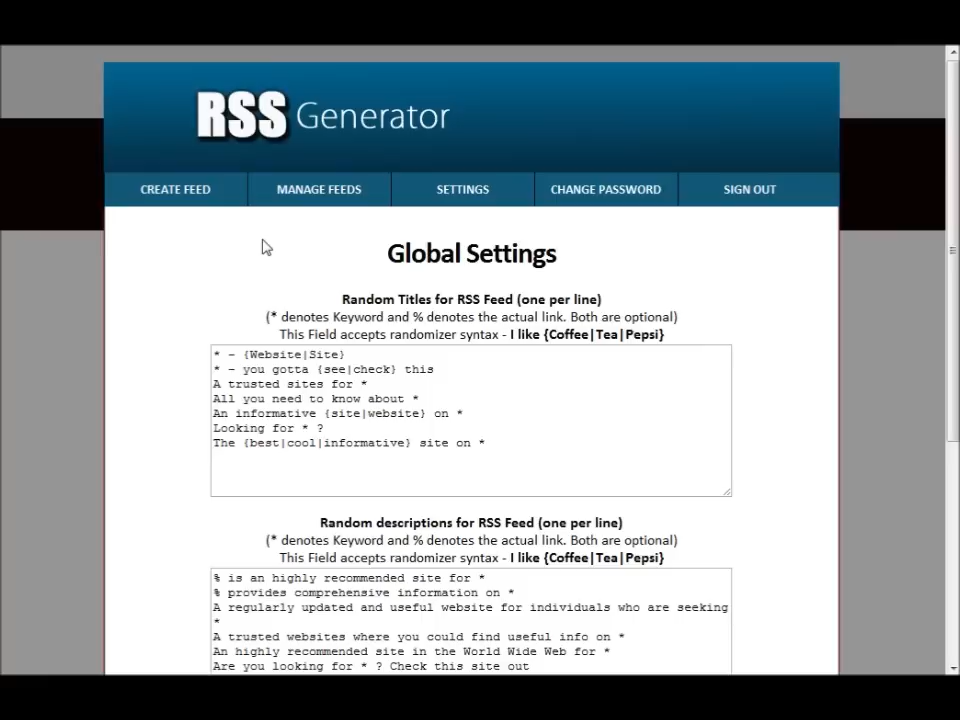 RSS Generator
CREATE FEED
MANAGE FEEDS
SETTINGS
CHANGE PASSWORD
SIGN OUT
Global Settings
Random Titles for RSS Feed (one per line)
(* denotes Keyword and % denotes the actual link. Both are optional)
This Field accepts randomizer syntax - I like {Coffee|Tea|Pepsi}
* - {Website|Site}
* - you gotta {see|check} this
A trusted sites for *
All you need to know about *
An informative {site|website} on *
Looking for * ?
The {best|cool|informative} site on *
Random descriptions for RSS Feed (one per line)
(* denotes Keyword and % denotes the actual link. Both are optional)
This Field accepts randomizer syntax - I like {Coffee|Tea|Pepsi}
% is an highly recommended site for *
% provides comprehensive information on *
A regularly updated and useful website for individuals who are seeking
*
A trusted websites where you could find useful info on *
An highly recommended site in the World Wide Web for *
Are you looking for * ? Check this site out